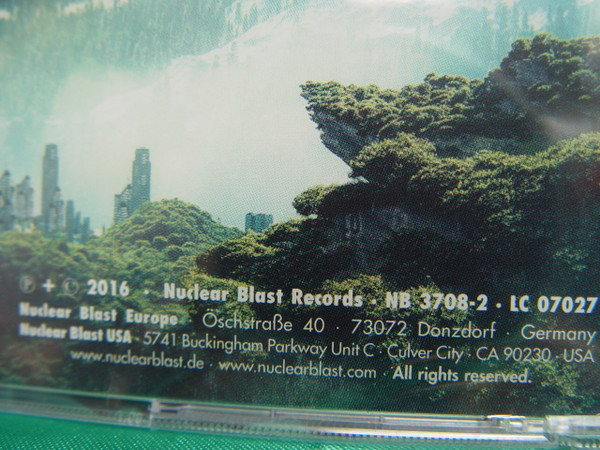 ℗ + © 2016 · Nuclear Blast Records · NB 3708-2 · LC 07027
Nuclear Blast Europe · Öschstraße 40 · 73072 Donzdorf · Germany
Nuclear Blast USA · 5741 Buckingham Parkway Unit C · Culver City · CA 90230 · USA
www.nuclearblast.de · www.nuclearblast.com · All rights reserved.